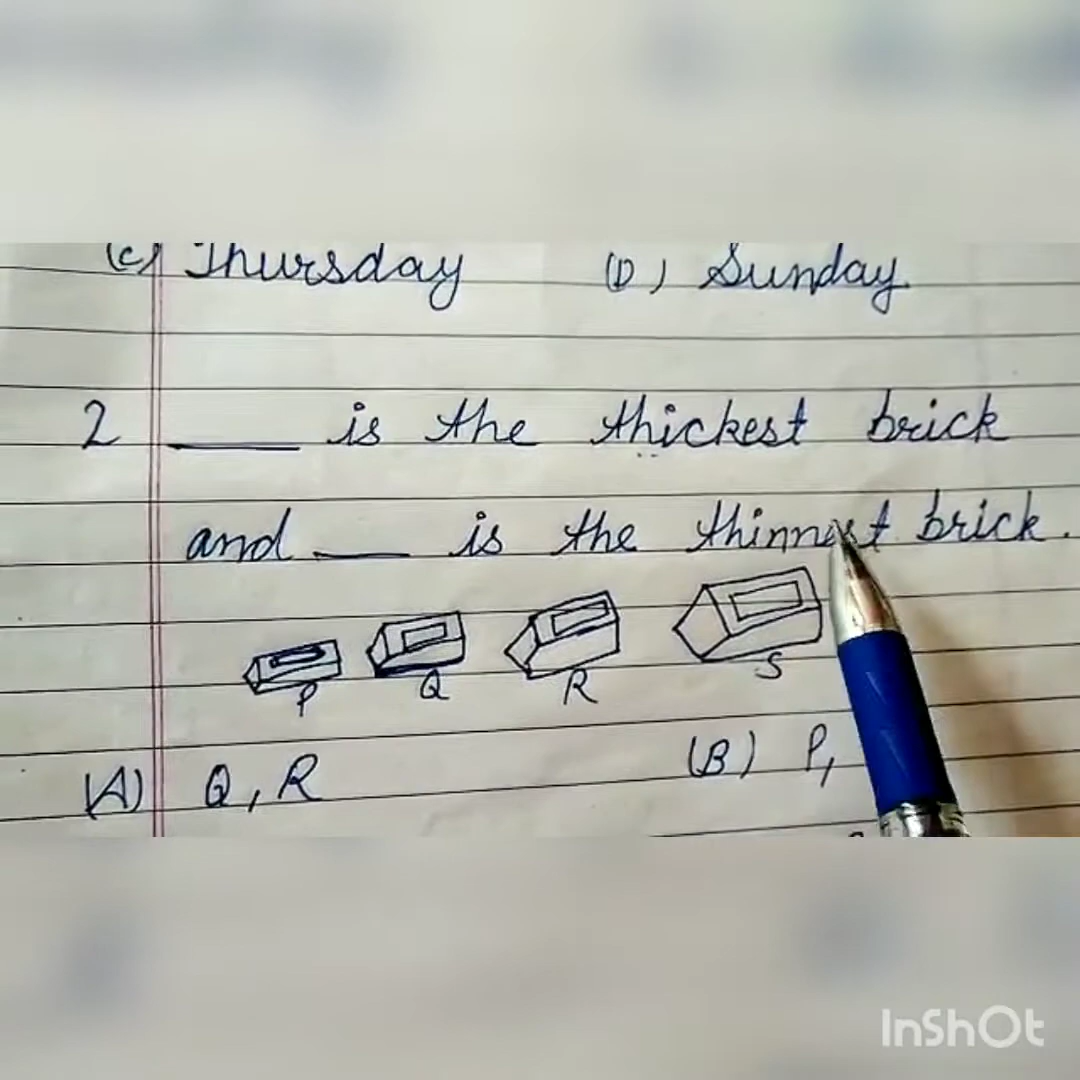 (C) Thursday (D) Sunday.
2 ____ is the thickest brick
and ____ is the thinnest brick.
P Q R S
(A) Q, R (B) P,
InShOt